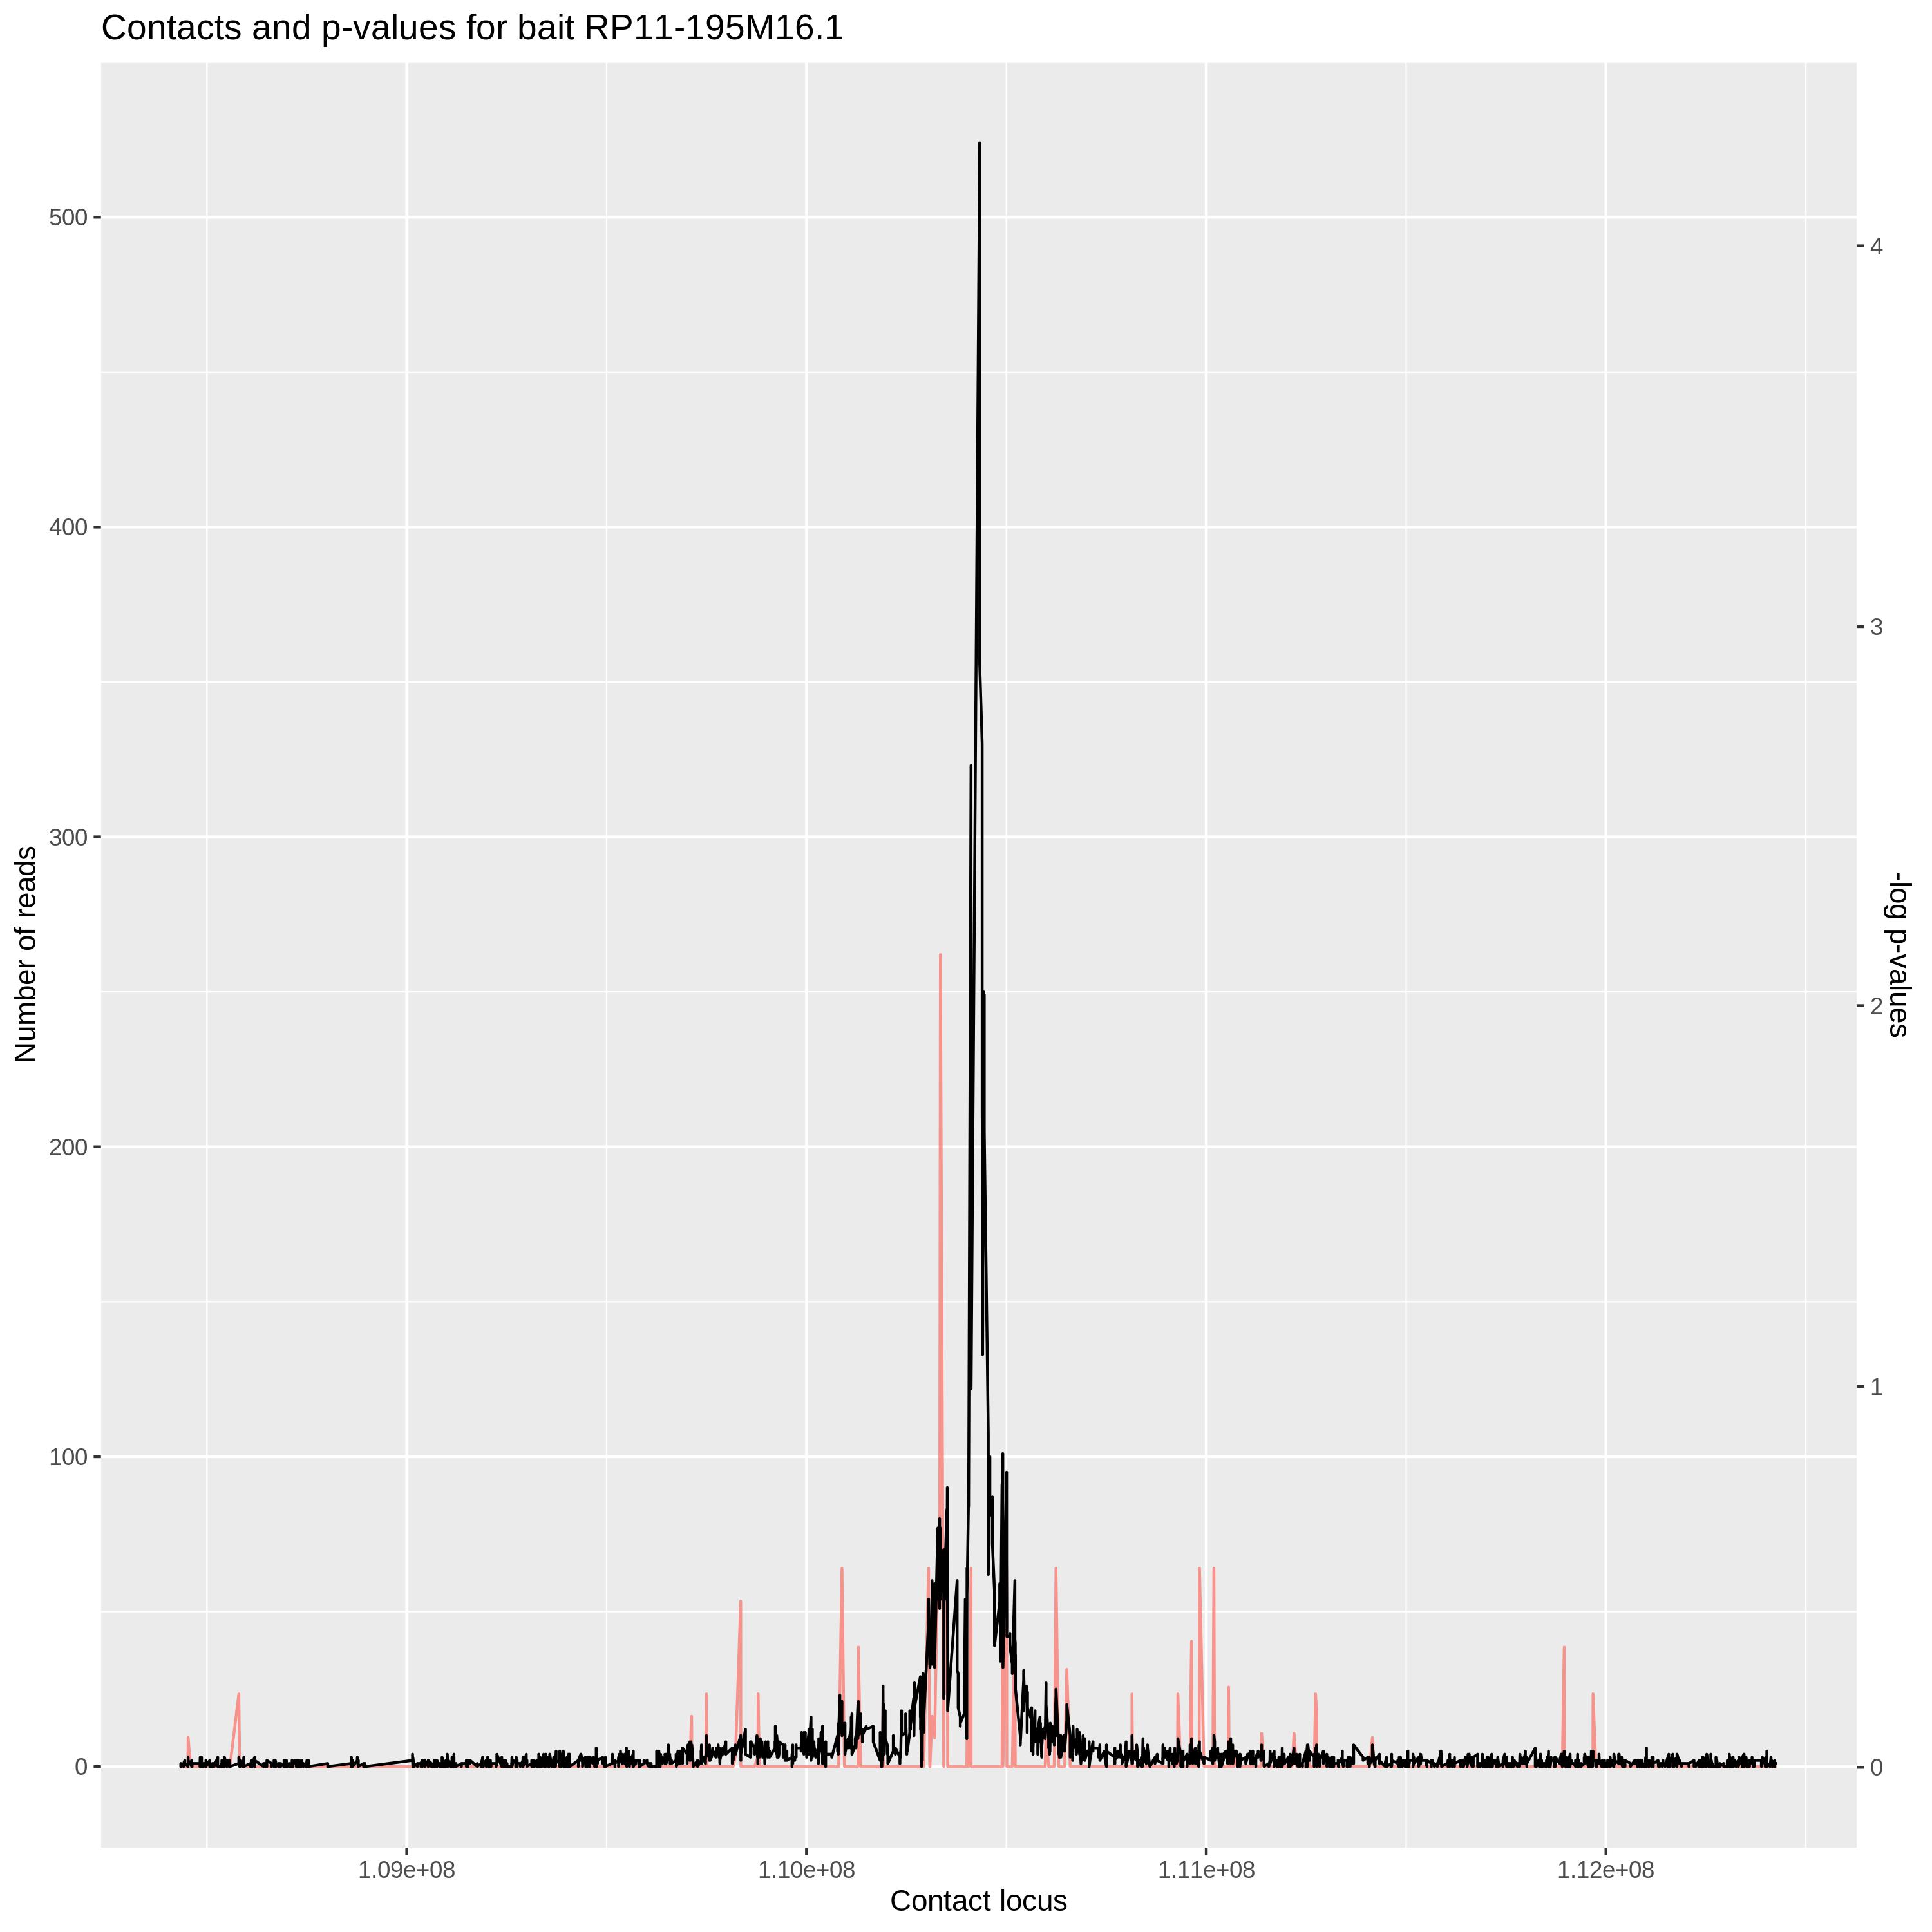 Contacts and p-values for bait RP11-195M16.1
500
400
300
200
100
0
Number of reads
4
3
2
1
0
-log p-values
1.09e+08
1.10e+08
1.11e+08
1.12e+08
Contact locus